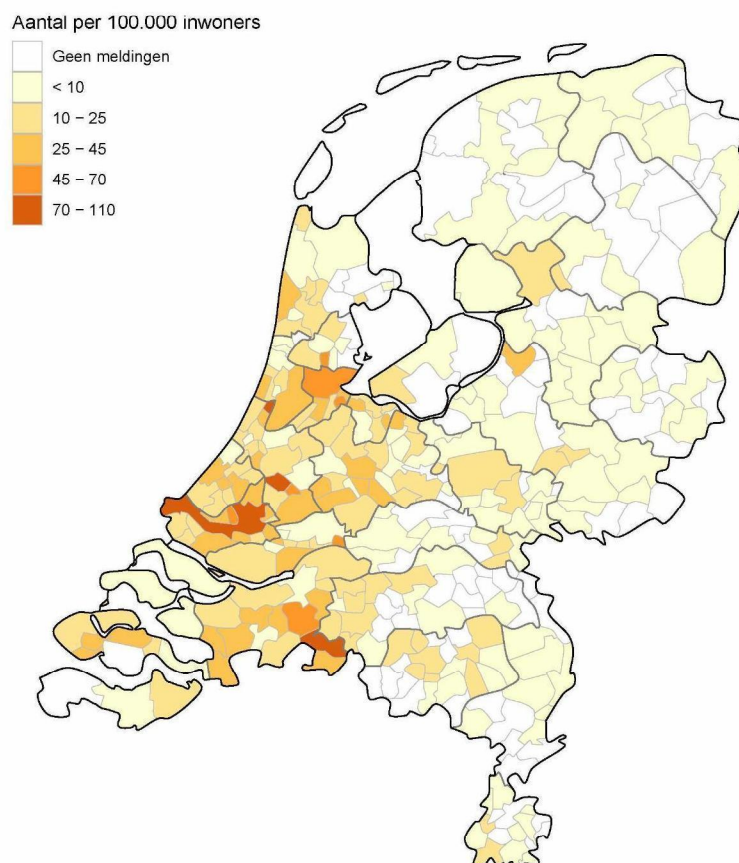 Aantal per 100.000 inwoners
Geen meldingen
< 10
10 – 25
25 – 45
45 – 70
70 – 110